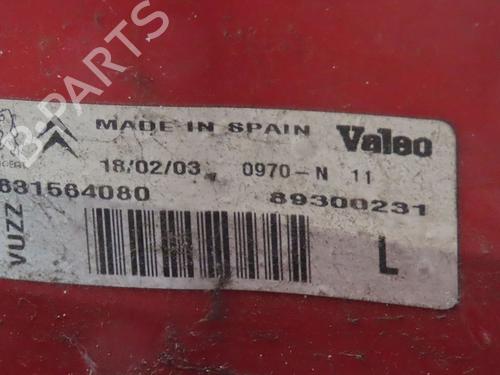 MADE IN SPAIN Valeo
18/02/03 0970-N 11
631564080 89300231
VUZZ
L
B-PARTS